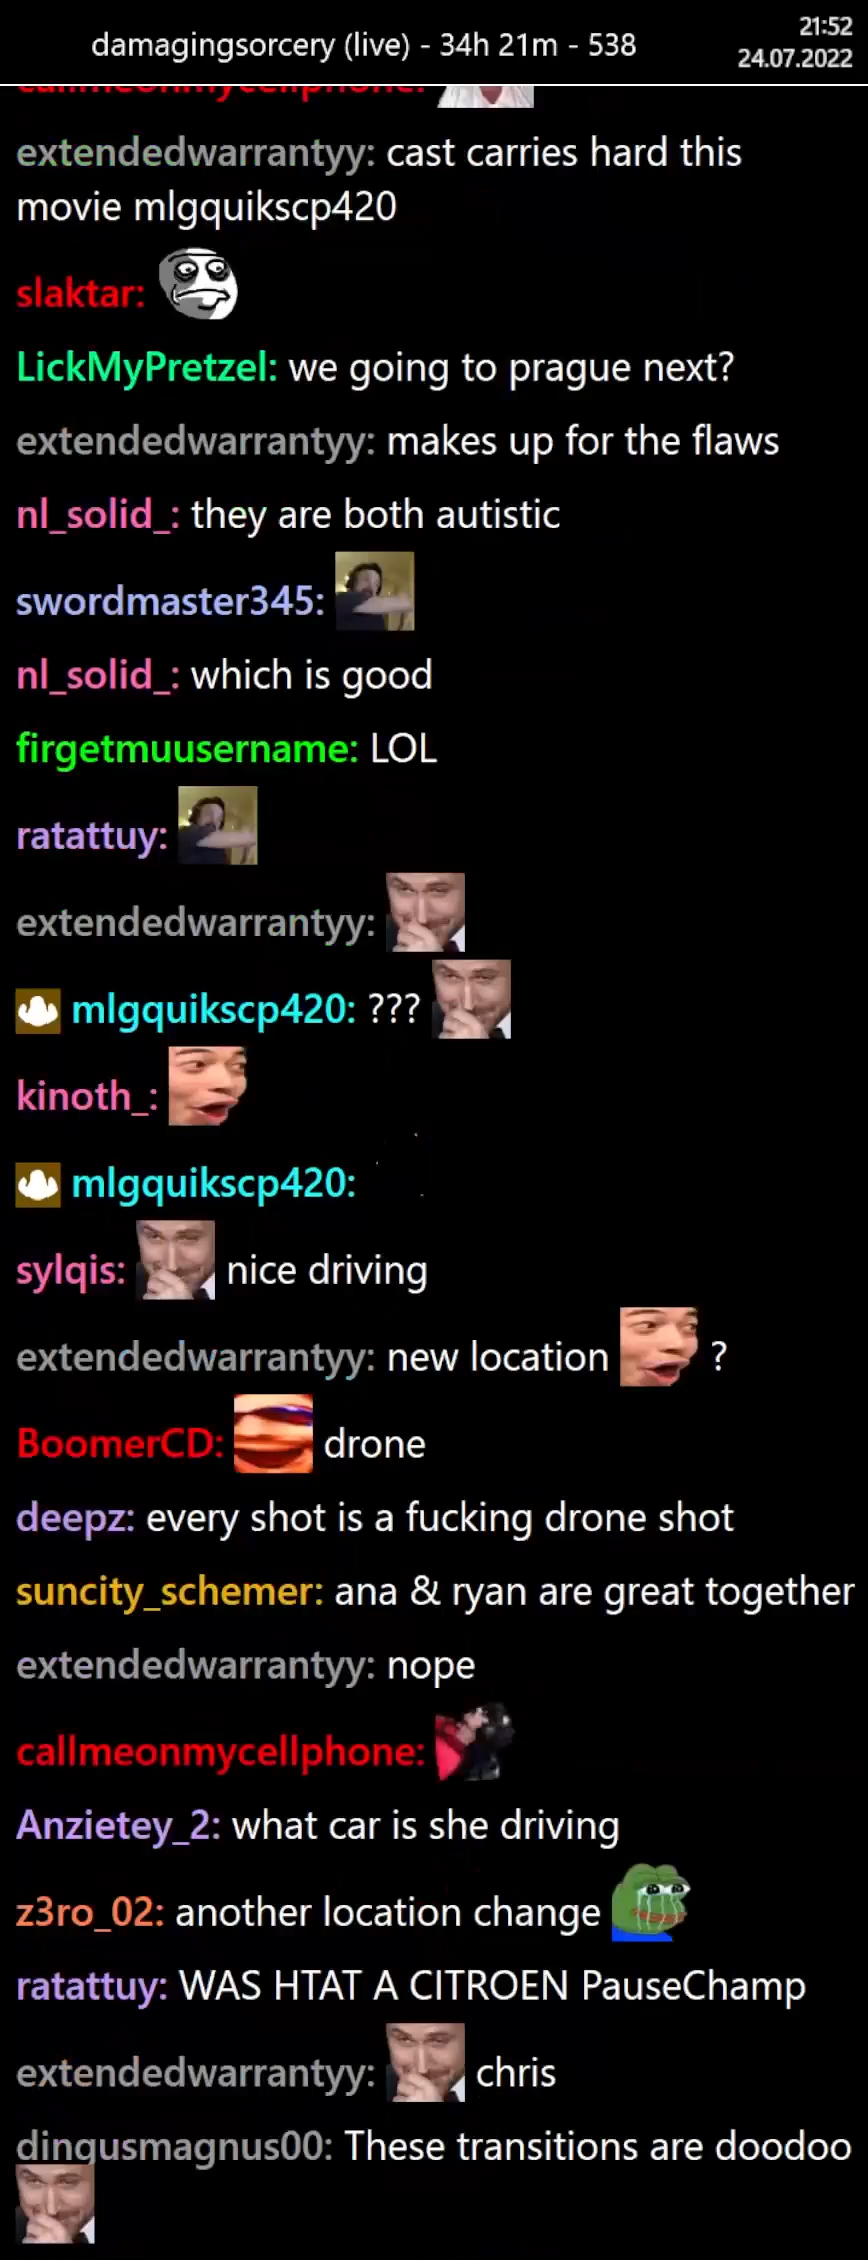 damagingsorcery (live) - 34h 21m - 538
21:52
24.07.2022
callmeonmycellphone:
extendedwarrantyy: cast carries hard this
movie mlgquikscp420
slaktar:
LickMyPretzel: we going to prague next?
extendedwarrantyy: makes up for the flaws
nl_solid_: they are both autistic
swordmaster345:
nl_solid_: which is good
firgetmuusername: LOL
ratattuy:
extendedwarrantyy:
mlgquikscp420: ???
kinoth_:
mlgquikscp420:
sylqis: nice driving
extendedwarrantyy: new location ?
BoomerCD: drone
deepz: every shot is a fucking drone shot
suncity_schemer: ana & ryan are great together
extendedwarrantyy: nope
callmeonmycellphone:
Anzietey_2: what car is she driving
z3ro_02: another location change
ratattuy: WAS HTAT A CITROEN PauseChamp
extendedwarrantyy: chris
dingusmagnus00: These transitions are doodoo